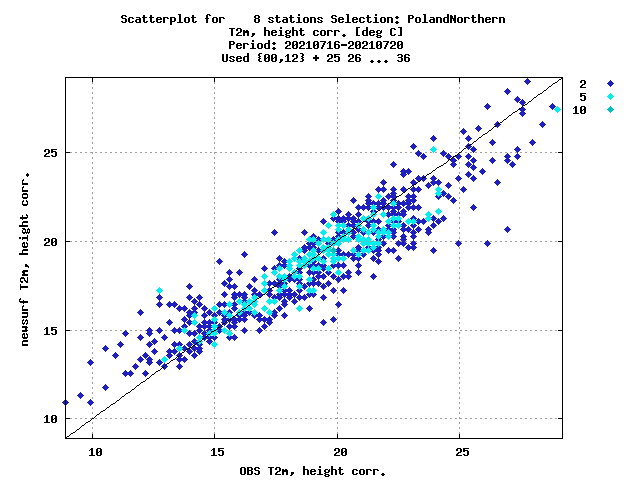 Scatterplot for    8 stations Selection: PolandNorthern
T2m, height corr. [deg C]
Period: 20210716-20210720
Used {00,12} + 25 26 ... 36
2
5
10
newsurf T2m, height corr.
25
20
15
10
10 15 20 25
OBS T2m, height corr.